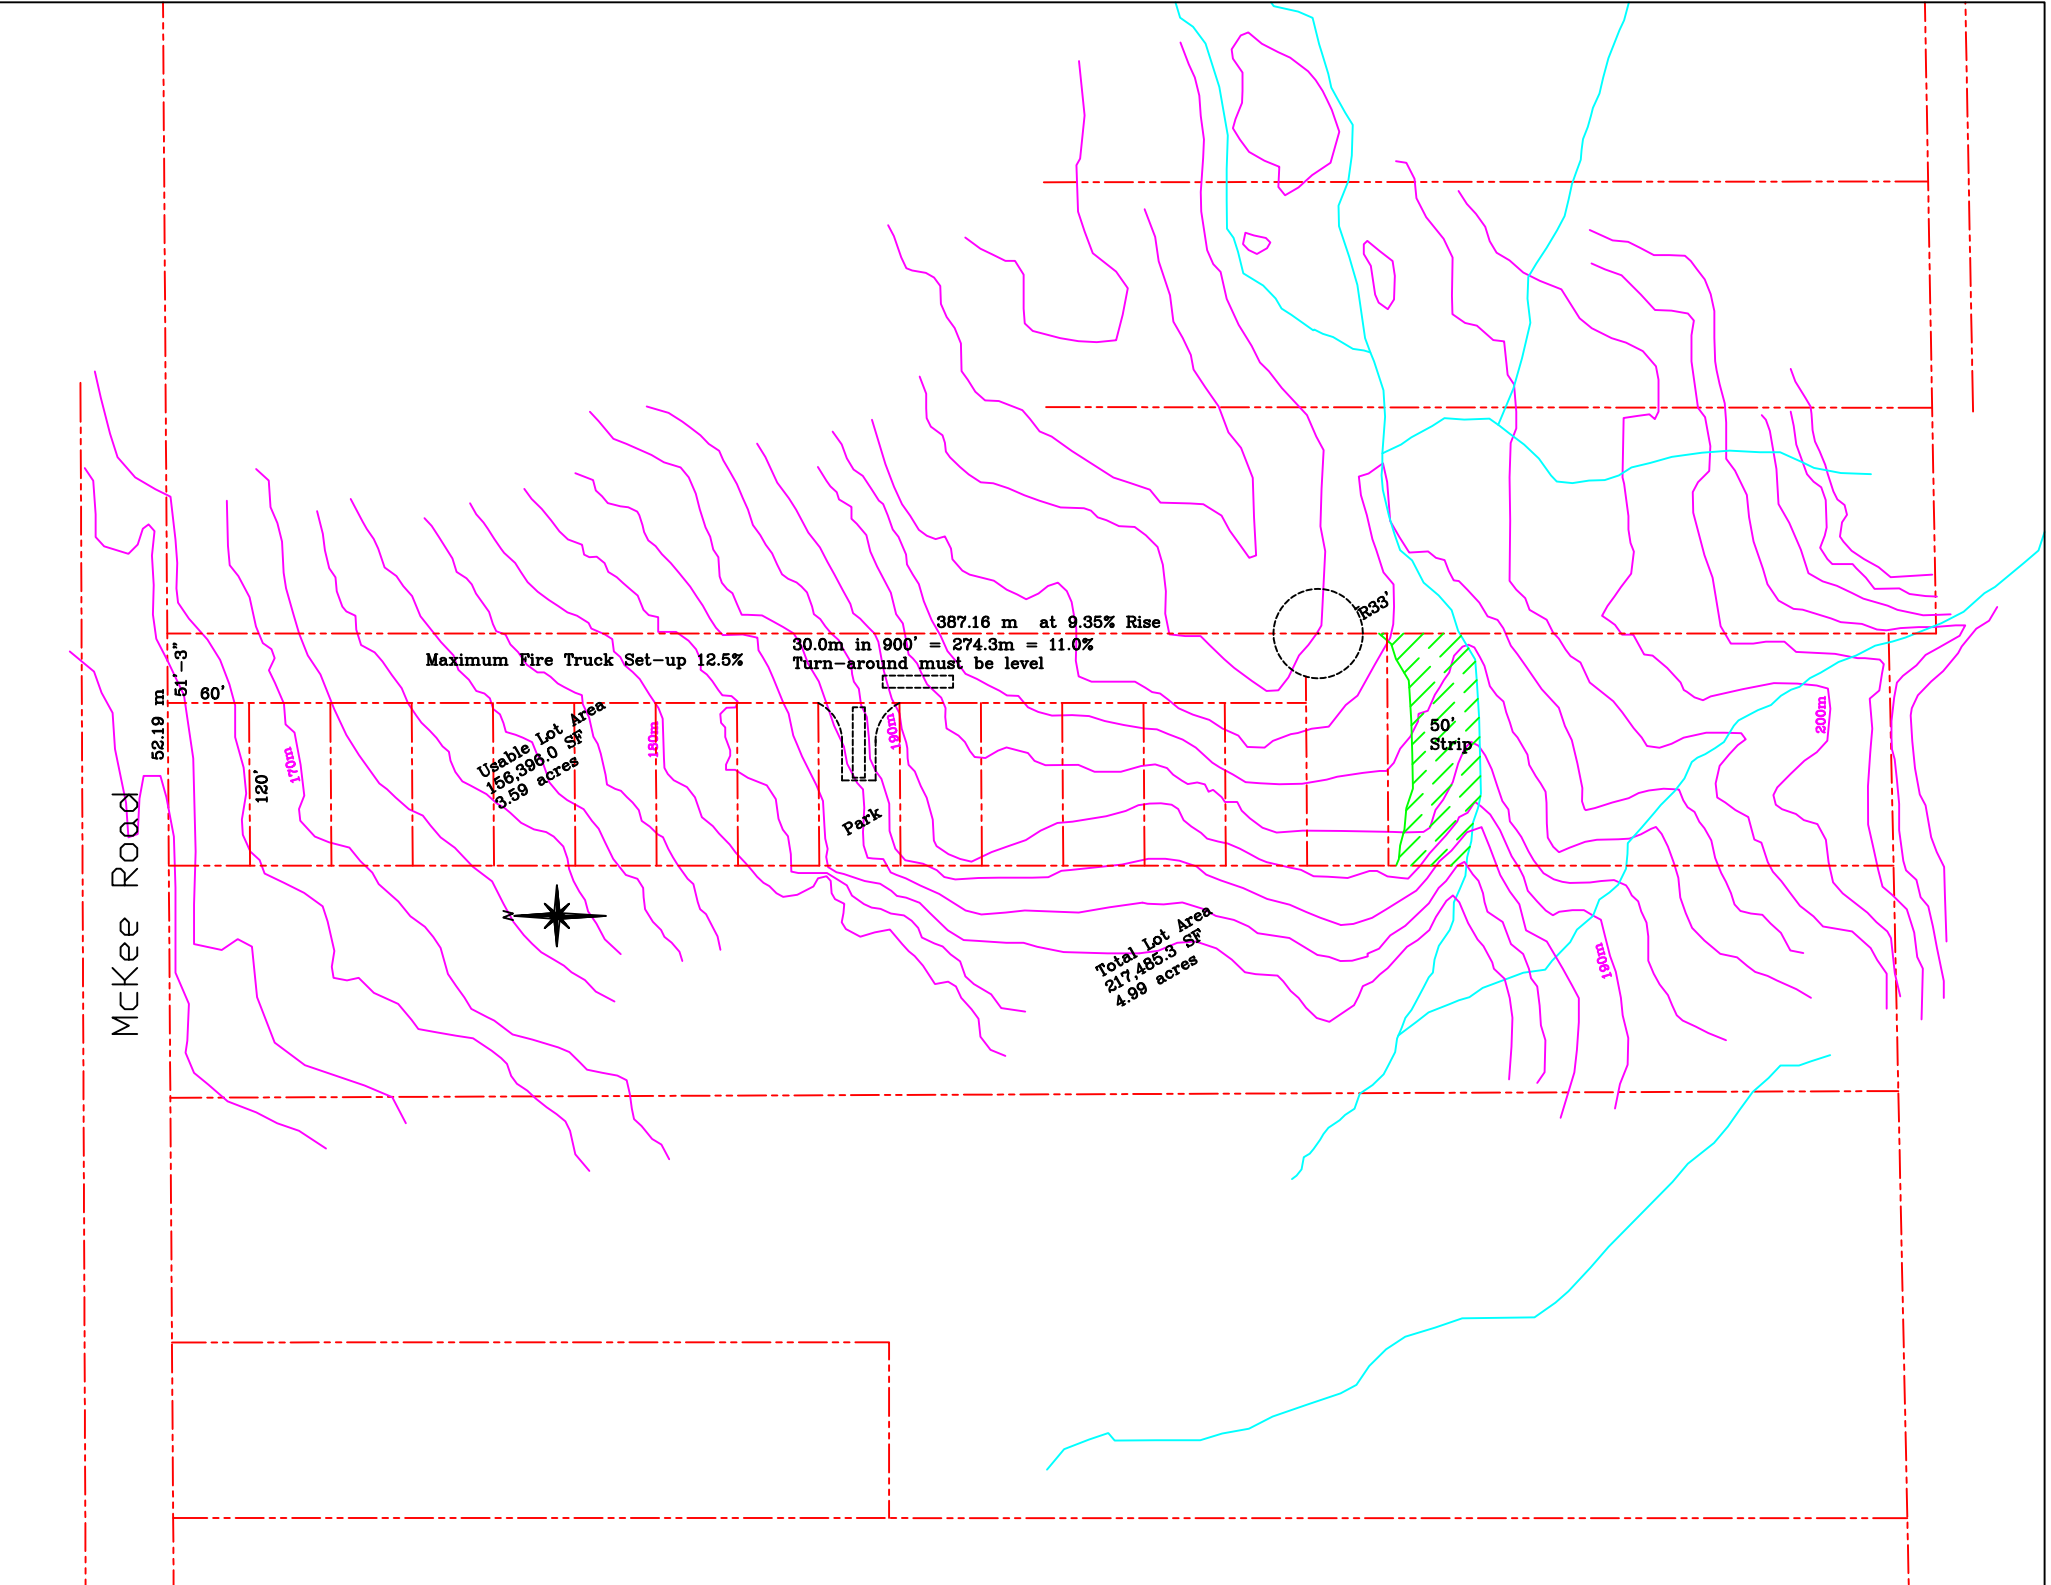 387.16 m at 9.35% Rise
30.0m in 900' = 274.3m = 11.0%
Turn-around must be level
Maximum Fire Truck Set-up 12.5%
R33'
51'-3"
52.19 m
60'
120'
170m
Usable Lot Area
156,396.0 SF
3.59 acres
180m
190m
Park
50'
Strip
200m
McKee Road
N
Total Lot Area
217,485.3 SF
4.99 acres
190m